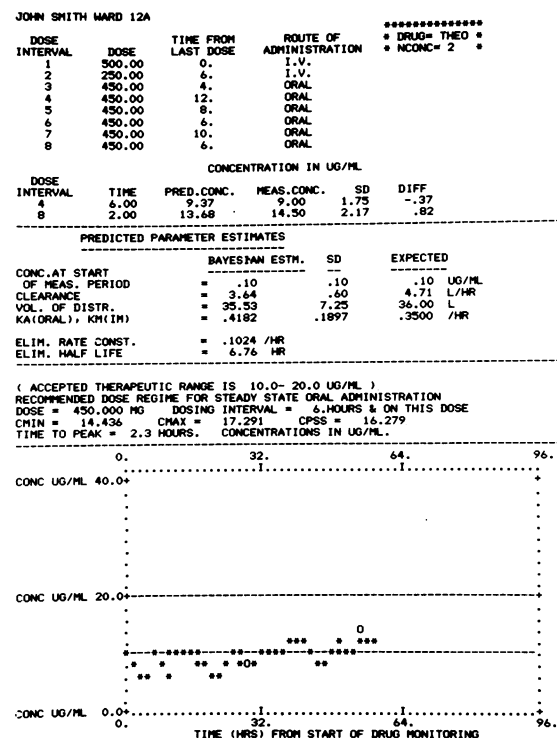 JOHN SMITH WARD 12A
**************
DOSE TIME FROM ROUTE OF * DRUG= THEO *
INTERVAL DOSE LAST DOSE ADMINISTRATION * NCONC= 2 *
1 500.00 0. I.V.
2 250.00 6. I.V.
3 450.00 4. ORAL
4 450.00 12. ORAL
5 450.00 8. ORAL
6 450.00 6. ORAL
7 450.00 10. ORAL
8 450.00 6. ORAL
CONCENTRATION IN UG/ML
DOSE
INTERVAL TIME PRED.CONC. MEAS.CONC. SD DIFF
4 6.00 9.37 9.00 1.75 -.37
8 2.00 13.68 14.50 2.17 .82
PREDICTED PARAMETER ESTIMATES
BAYESIAN ESTM. SD EXPECTED
CONC.AT START
OF MEAS. PERIOD = .10 .10 .10 UG/ML
CLEARANCE = 3.64 .60 4.71 L/HR
VOL. OF DISTR. = 35.53 7.25 36.00 L
KA(ORAL), KM(IM) = .4182 .1897 .3500 /HR
ELIM. RATE CONST. = .1024 /HR
ELIM. HALF LIFE = 6.76 HR
( ACCEPTED THERAPEUTIC RANGE IS 10.0- 20.0 UG/ML )
RECOMMENDED DOSE REGIME FOR STEADY STATE ORAL ADMINISTRATION
DOSE = 450.000 MG DOSING INTERVAL = 6.HOURS & ON THIS DOSE
CMIN = 14.436 CMAX = 17.291 CPSS = 16.279
TIME TO PEAK = 2.3 HOURS. CONCENTRATIONS IN UG/ML.
0. 32. 64. 96.
CONC UG/ML 40.0+
CONC UG/ML 20.0+
CONC UG/ML 0.0+
0. 32. 64. 96.
TIME (HRS) FROM START OF DRUG MONITORING